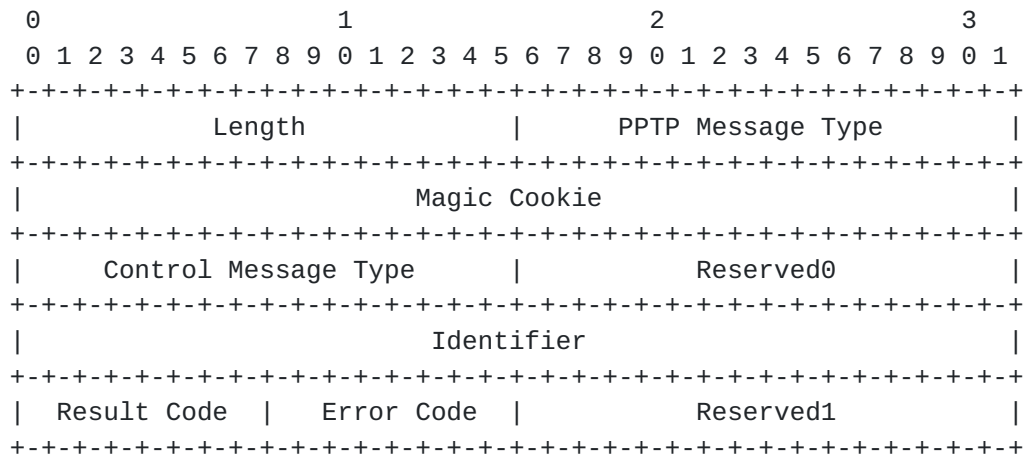 0                   1                   2                   3
 0 1 2 3 4 5 6 7 8 9 0 1 2 3 4 5 6 7 8 9 0 1 2 3 4 5 6 7 8 9 0 1
+-+-+-+-+-+-+-+-+-+-+-+-+-+-+-+-+-+-+-+-+-+-+-+-+-+-+-+-+-+-+-+-+
|            Length             |      PPTP Message Type        |
+-+-+-+-+-+-+-+-+-+-+-+-+-+-+-+-+-+-+-+-+-+-+-+-+-+-+-+-+-+-+-+-+
|                         Magic Cookie                          |
+-+-+-+-+-+-+-+-+-+-+-+-+-+-+-+-+-+-+-+-+-+-+-+-+-+-+-+-+-+-+-+-+
|     Control Message Type      |           Reserved0           |
+-+-+-+-+-+-+-+-+-+-+-+-+-+-+-+-+-+-+-+-+-+-+-+-+-+-+-+-+-+-+-+-+
|                          Identifier                           |
+-+-+-+-+-+-+-+-+-+-+-+-+-+-+-+-+-+-+-+-+-+-+-+-+-+-+-+-+-+-+-+-+
|  Result Code  |   Error Code  |           Reserved1           |
+-+-+-+-+-+-+-+-+-+-+-+-+-+-+-+-+-+-+-+-+-+-+-+-+-+-+-+-+-+-+-+-+